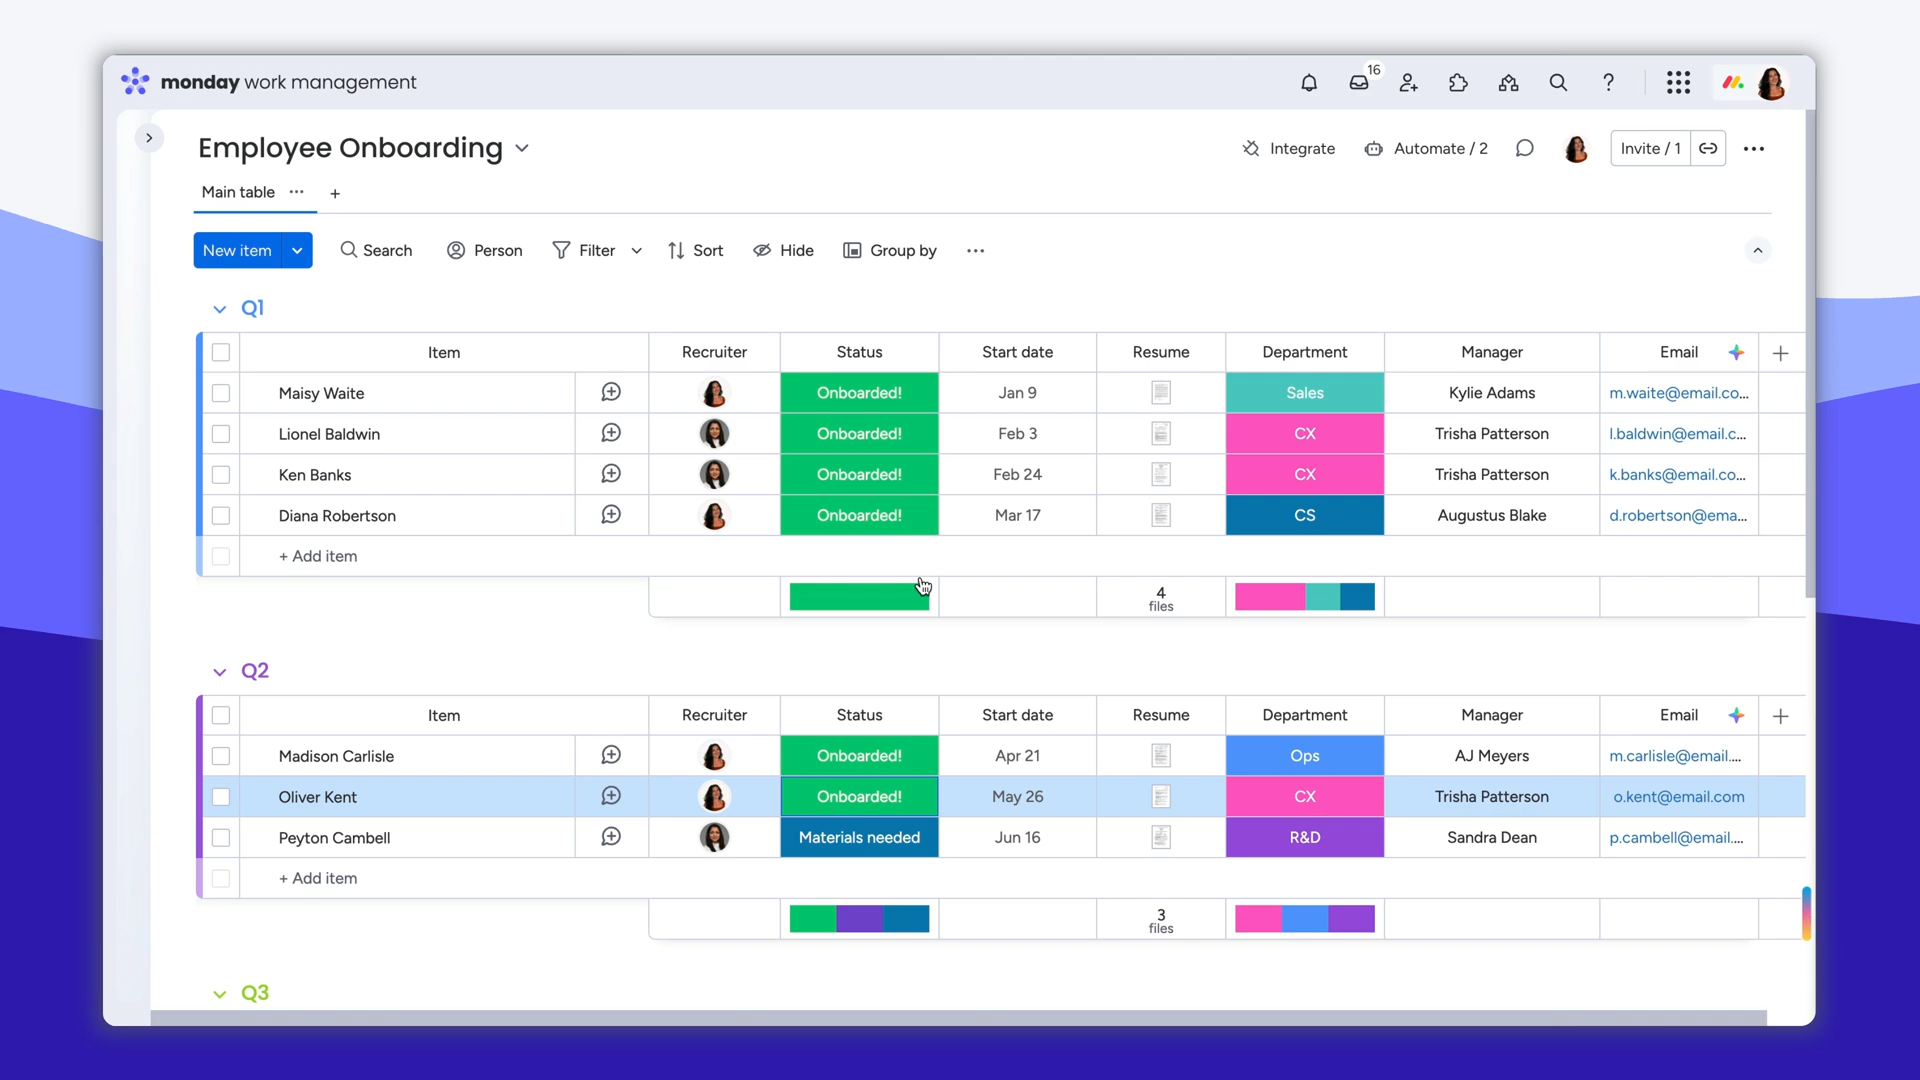 monday work management
16
Employee Onboarding
Integrate
Automate / 2
Invite / 1
Main table
New item
Search
Person
Filter
Sort
Hide
Group by
Q1
Item Recruiter Status Start date Resume Department Manager Email
Maisy Waite Onboarded! Jan 9 Sales Kylie Adams m.waite@email.co...
Lionel Baldwin Onboarded! Feb 3 CX Trisha Patterson l.baldwin@email.c...
Ken Banks Onboarded! Feb 24 CX Trisha Patterson k.banks@email.co...
Diana Robertson Onboarded! Mar 17 CS Augustus Blake d.robertson@ema...
+ Add item
4
files
Q2
Item Recruiter Status Start date Resume Department Manager Email
Madison Carlisle Onboarded! Apr 21 Ops AJ Meyers m.carlisle@email....
Oliver Kent Onboarded! May 26 CX Trisha Patterson o.kent@email.com
Peyton Cambell Materials needed Jun 16 R&D Sandra Dean p.cambell@email....
+ Add item
3
files
Q3